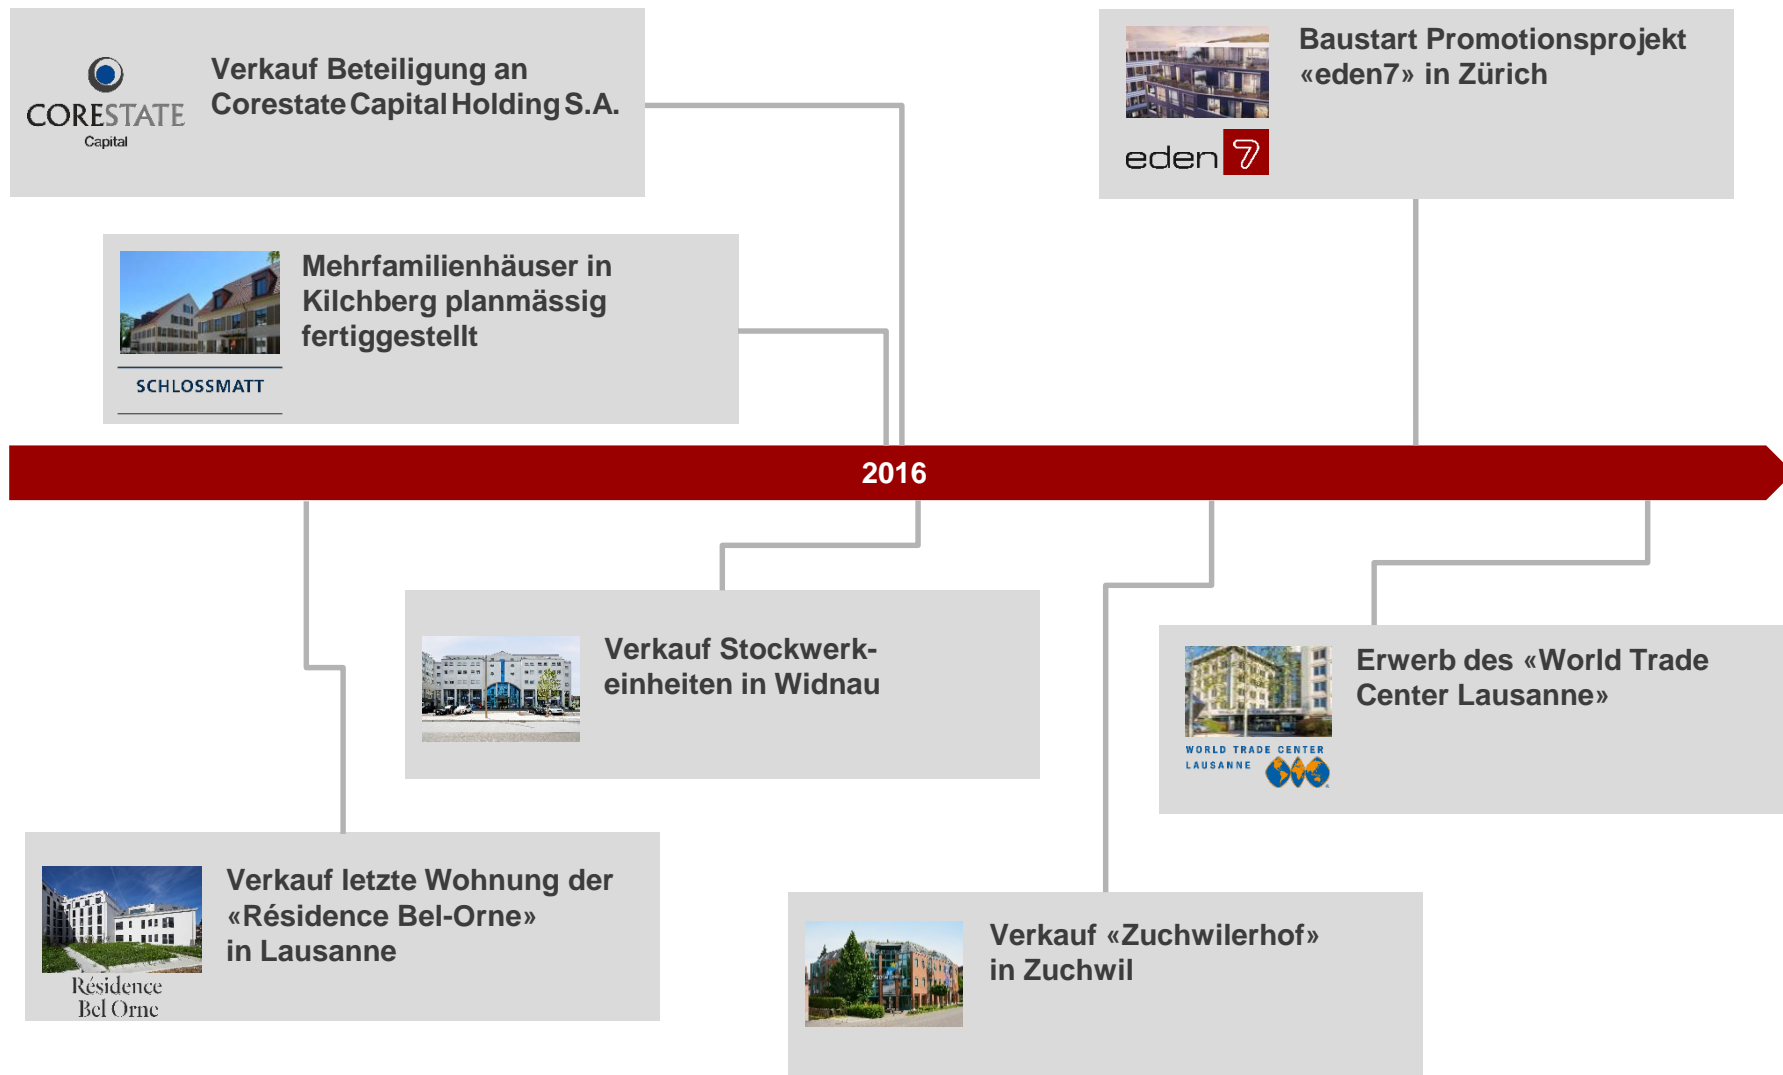 CORESTATE
Capital
Verkauf Beteiligung an
Corestate Capital Holding S.A.
Baustart Promotionsprojekt
«eden7» in Zürich
eden 7
Mehrfamilienhäuser in
Kilchberg planmässig
fertiggestellt
SCHLOSSMATT
2016
Verkauf Stockwerk-
einheiten in Widnau
Erwerb des «World Trade
Center Lausanne»
WORLD TRADE CENTER
LAUSANNE
Verkauf letzte Wohnung der
«Résidence Bel-Orne»
in Lausanne
Résidence
Bel Orne
Verkauf «Zuchwilerhof»
in Zuchwil